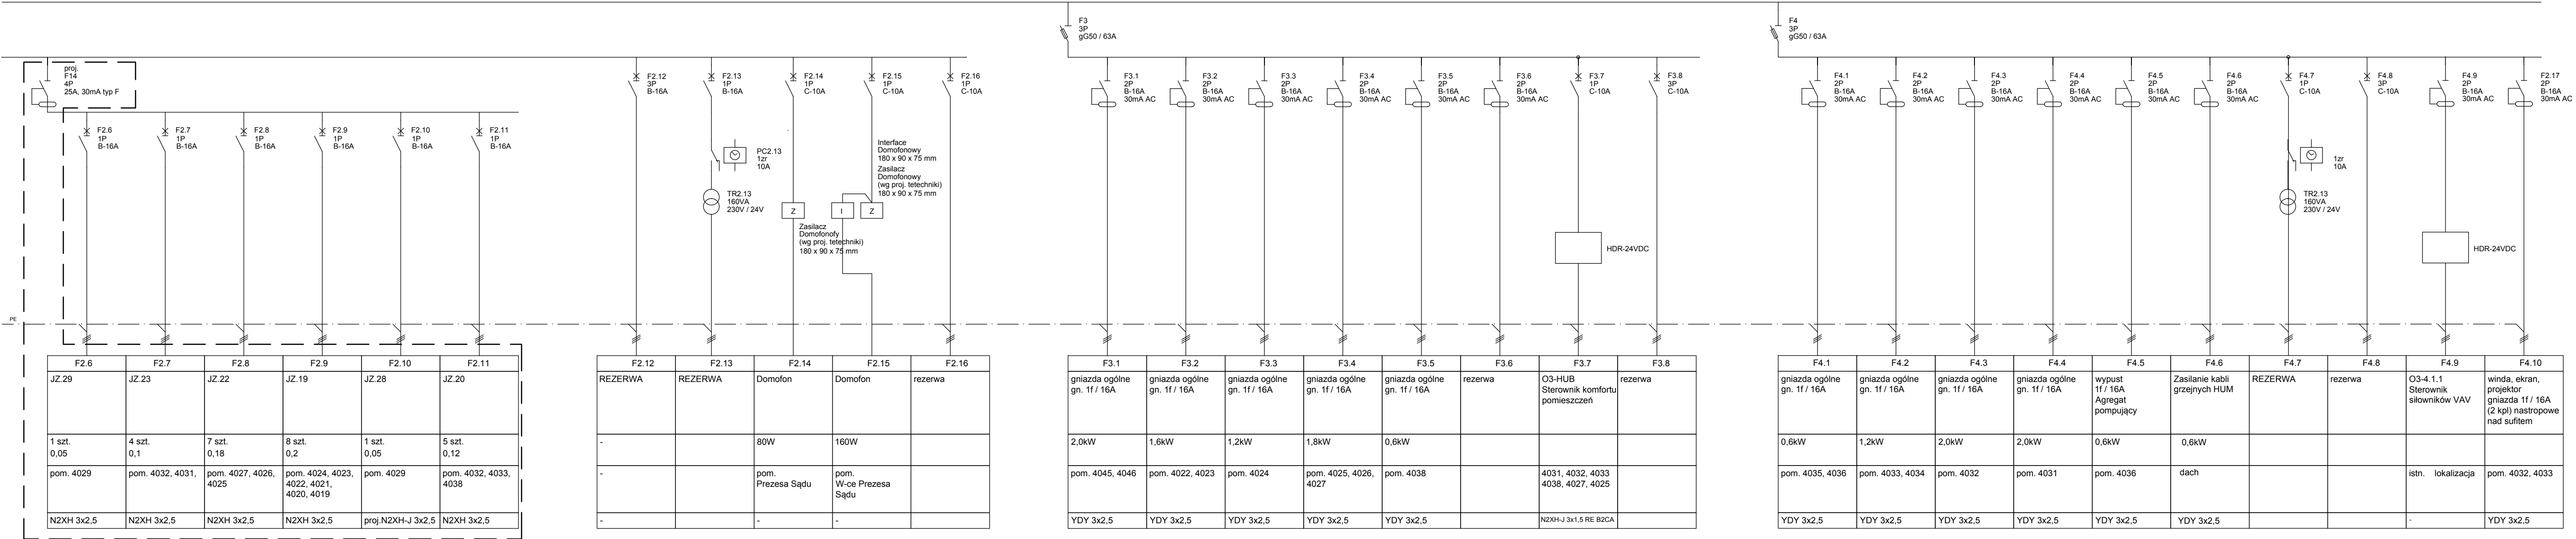 F3
3P
gG50 / 63A
F4
3P
gG50 / 63A
proj.
F14
4P
25A, 30mA typ F
F2.6
1P
B-16A
F2.7
1P
B-16A
F2.8
1P
B-16A
F2.9
1P
B-16A
F2.10
1P
B-16A
F2.11
1P
B-16A
F2.12
3P
B-16A
F2.13
1P
B-16A
F2.14
1P
C-10A
F2.15
1P
C-10A
F2.16
1P
C-10A
PC2.13
1zr
10A
TR2.13
160VA
230V / 24V
Z
Zasilacz
Domofonofy
(wg proj. tetechniki)
180 x 90 x 75 mm
Interface
Domofonowy
180 x 90 x 75 mm
Zasilacz
Domofonowy
(wg proj. tetechniki)
180 x 90 x 75 mm
I
Z
F3.1
2P
B-16A
30mA AC
F3.2
2P
B-16A
30mA AC
F3.3
2P
B-16A
30mA AC
F3.4
2P
B-16A
30mA AC
F3.5
2P
B-16A
30mA AC
F3.6
2P
B-16A
30mA AC
F3.7
1P
C-10A
F3.8
3P
C-10A
HDR-24VDC
F4.1
2P
B-16A
30mA AC
F4.2
2P
B-16A
30mA AC
F4.3
2P
B-16A
30mA AC
F4.4
2P
B-16A
30mA AC
F4.5
2P
B-16A
30mA AC
F4.6
2P
B-16A
30mA AC
F4.7
1P
C-10A
F4.8
3P
C-10A
F4.9
2P
B-16A
30mA AC
F2.17
2P
B-16A
30mA AC
1zr
10A
TR2.13
160VA
230V / 24V
HDR-24VDC
PE
F2.6
JZ.29
1 szt.
0,05
pom. 4029
N2XH 3x2,5
F2.7
JZ.23
4 szt.
0,1
pom. 4032, 4031,
N2XH 3x2,5
F2.8
JZ.22
7 szt.
0,18
pom. 4027, 4026,
4025
N2XH 3x2,5
F2.9
JZ.19
8 szt.
0,2
pom. 4024, 4023,
4022, 4021,
4020, 4019
N2XH 3x2,5
F2.10
JZ.28
1 szt.
0,05
pom. 4029
proj.N2XH-J 3x2,5
F2.11
JZ.20
5 szt.
0,12
pom. 4032, 4033,
4038
N2XH 3x2,5
F2.12
REZERWA
-
-
-
F2.13
REZERWA
F2.14
Domofon
80W
pom.
Prezesa Sądu
-
F2.15
Domofon
160W
pom.
W-ce Prezesa
Sądu
-
F2.16
rezerwa
F3.1
gniazda ogólne
gn. 1f / 16A
2,0kW
pom. 4045, 4046
YDY 3x2,5
F3.2
gniazda ogólne
gn. 1f / 16A
1,6kW
pom. 4022, 4023
YDY 3x2,5
F3.3
gniazda ogólne
gn. 1f / 16A
1,2kW
pom. 4024
YDY 3x2,5
F3.4
gniazda ogólne
gn. 1f / 16A
1,8kW
pom. 4025, 4026,
4027
YDY 3x2,5
F3.5
gniazda ogólne
gn. 1f / 16A
0,6kW
pom. 4038
YDY 3x2,5
F3.6
rezerwa
F3.7
O3-HUB
Sterownik komfortu
pomieszczeń
4031, 4032, 4033
4038, 4027, 4025
N2XH-J 3x1,5 RE B2CA
F3.8
rezerwa
F4.1
gniazda ogólne
gn. 1f / 16A
0,6kW
pom. 4035, 4036
YDY 3x2,5
F4.2
gniazda ogólne
gn. 1f / 16A
1,2kW
pom. 4033, 4034
YDY 3x2,5
F4.3
gniazda ogólne
gn. 1f / 16A
2,0kW
pom. 4032
YDY 3x2,5
F4.4
gniazda ogólne
gn. 1f / 16A
2,0kW
pom. 4031
YDY 3x2,5
F4.5
wypust
1f / 16A
Agregat
pompujący
0,6kW
pom. 4036
YDY 3x2,5
F4.6
Zasilanie kabli
grzejnych HUM
0,6kW
dach
YDY 3x2,5
F4.7
REZERWA
F4.8
rezerwa
F4.9
O3-4.1.1
Sterownik
siłowników VAV
istn. lokalizacja
-
F4.10
winda, ekran,
projektor
gniazda 1f / 16A
(2 kpl) nastropowe
nad sufitem
pom. 4032, 4033
YDY 3x2,5